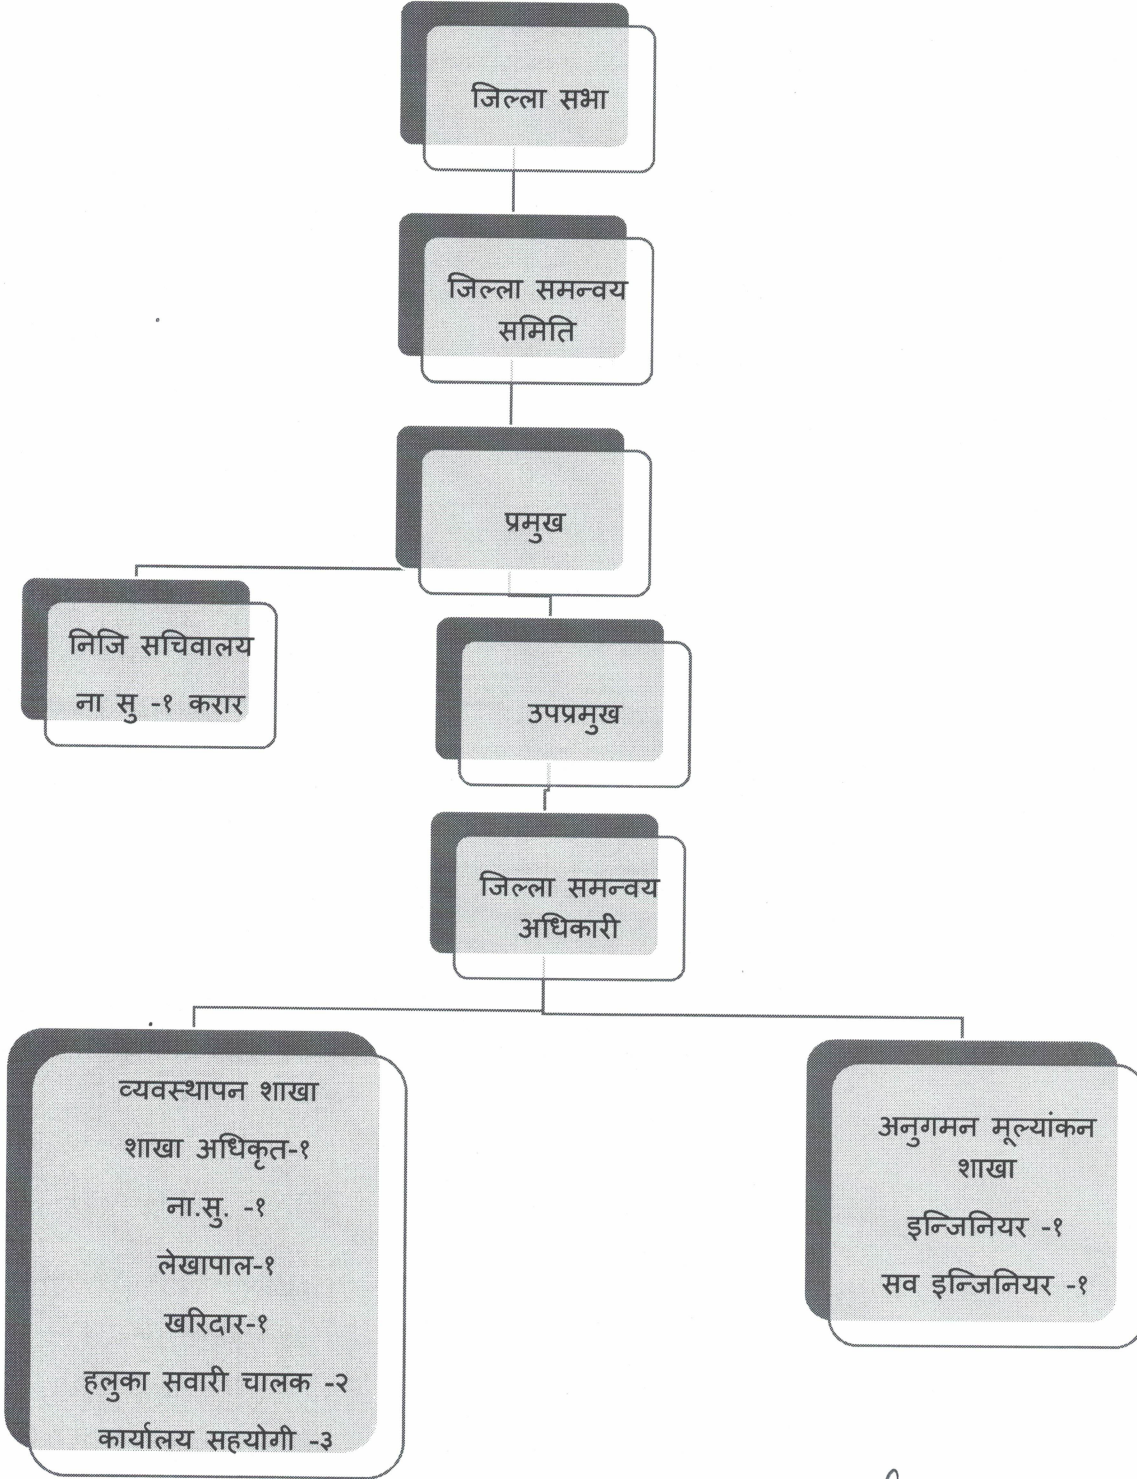 जिल्ला सभा
जिल्ला समन्वय
समिति
प्रमुख
निजि सचिवालय
ना सु -१ करार
उपप्रमुख
जिल्ला समन्वय
अधिकारी
व्यवस्थापन शाखा
शाखा अधिकृत-१
ना.सु. -१
लेखापाल-१
खरिदार-१
हलुका सवारी चालक -२
कार्यालय सहयोगी -३
अनुगमन मूल्यांकन
शाखा
इन्जिनियर -१
सव इन्जिनियर -१